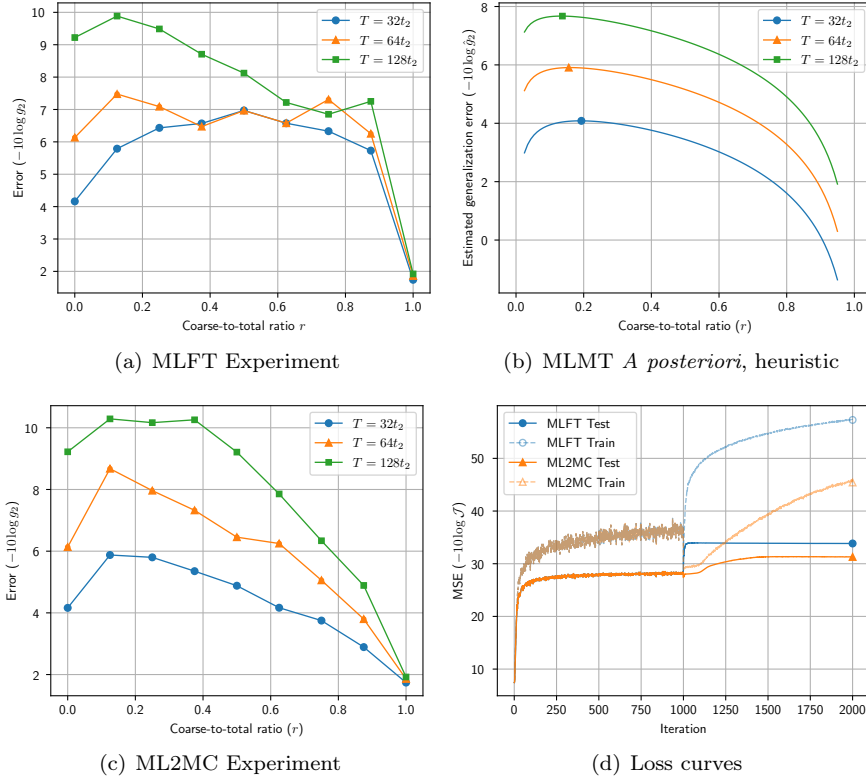 10
9
8
7
6
5
4
3
2
Error (−10 log g₂)
T = 32t₂
T = 64t₂
T = 128t₂
0.0 0.2 0.4 0.6 0.8 1.0
Coarse-to-total ratio r
(a) MLFT Experiment
8
6
4
2
0
Estimated generalization error (−10 log ĝ₂)
T = 32t₂
T = 64t₂
T = 128t₂
0.0 0.2 0.4 0.6 0.8 1.0
Coarse-to-total ratio (r)
(b) MLMT A posteriori, heuristic
10
8
6
4
2
Error (−10 log g₂)
T = 32t₂
T = 64t₂
T = 128t₂
0.0 0.2 0.4 0.6 0.8 1.0
Coarse-to-total ratio (r)
(c) ML2MC Experiment
60
50
40
30
20
10
MSE (−10 log 𝒥)
MLFT Test
MLFT Train
ML2MC Test
ML2MC Train
0 250 500 750 1000 1250 1500 1750 2000
Iteration
(d) Loss curves